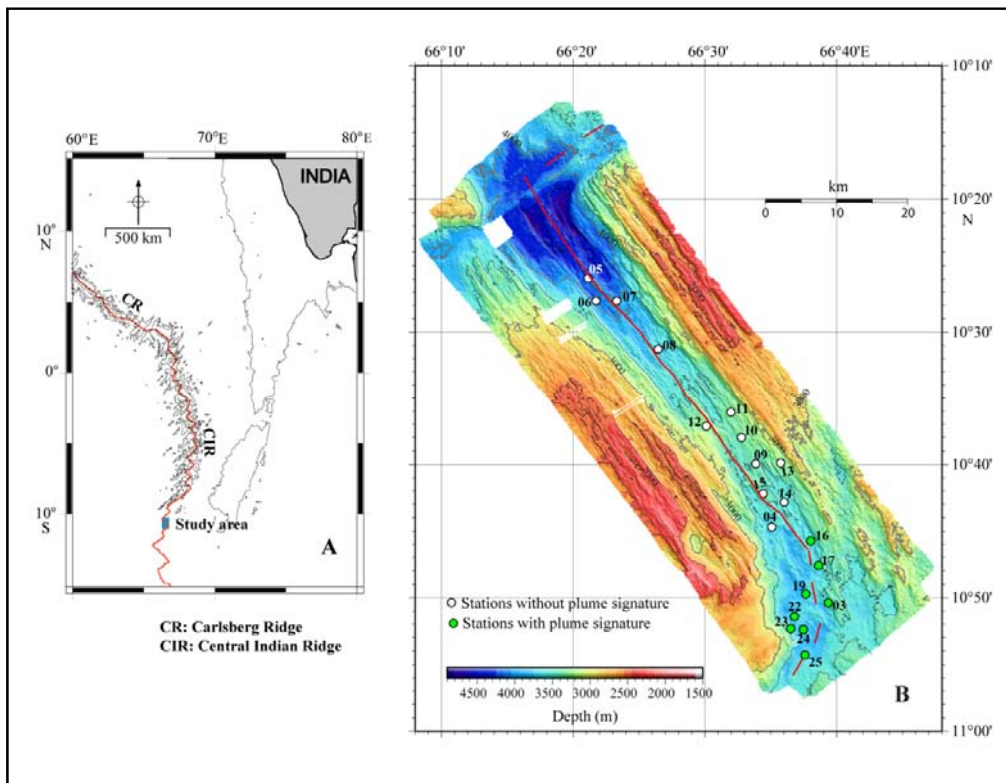 60°E
70°E
80°E
INDIA
500 km
10°
N
CR
0°
CIR
10°
S
Study area
A
CR: Carlsberg Ridge
CIR: Central Indian Ridge
66°10' 66°20' 66°30' 66°40'
10°10'
km
0 10 20
10°20'
N
4000
05
06
07
10°30'
08
11
12
10
09
13
10°40'
15
14
04
16
17
19
03
10°50'
22
23
24
25
Stations without plume signature
Stations with plume signature
4500 4000 3500 3000 2500 2000 1500
Depth (m)
B
11°00'